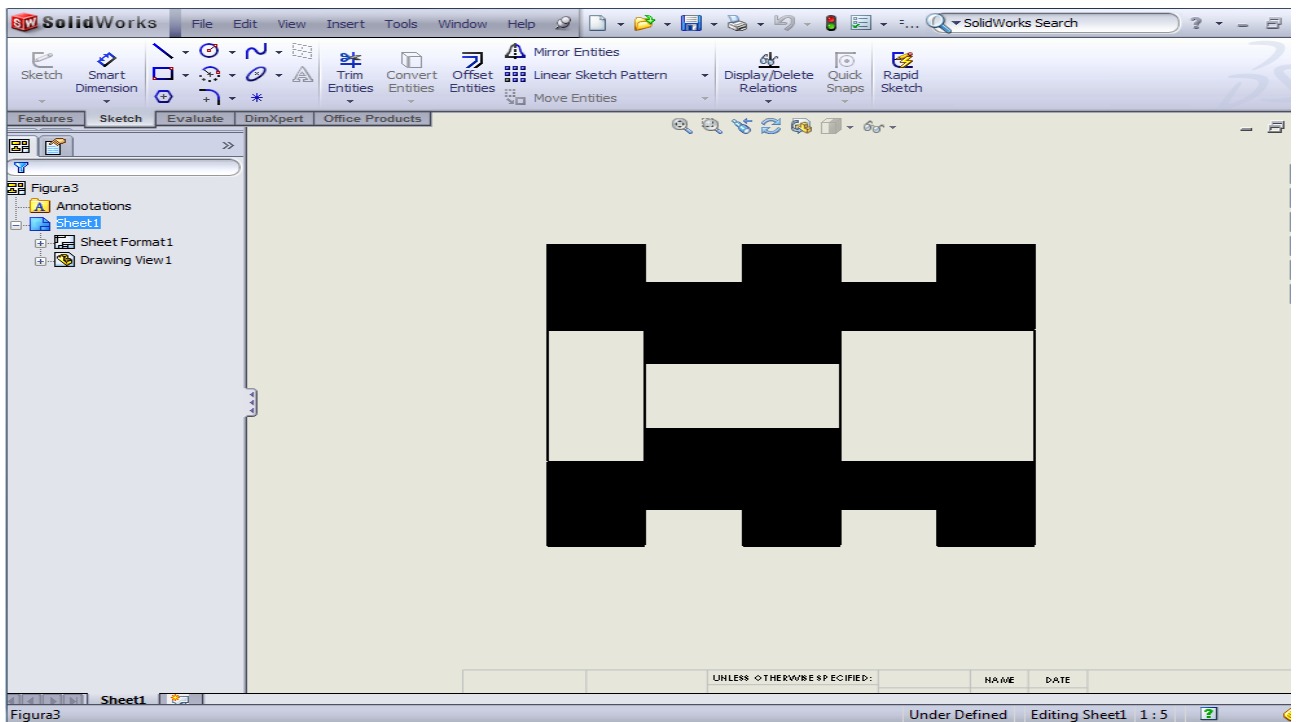 SolidWorks File Edit View Insert Tools Window Help =... SolidWorks Search ?
Sketch Smart Dimension Trim Entities Convert Entities Offset Entities Mirror Entities
Linear Sketch Pattern
Move Entities
Display/Delete Relations Quick Snaps Rapid Sketch
Features Sketch Evaluate DimXpert Office Products
»
Figura3
A Annotations
Sheet1
Sheet Format1
Drawing View1
UNLESS OTHERWISE SPECIFIED: NAME DATE
Sheet1
Figura3 Under Defined Editing Sheet1 1 : 5 ?